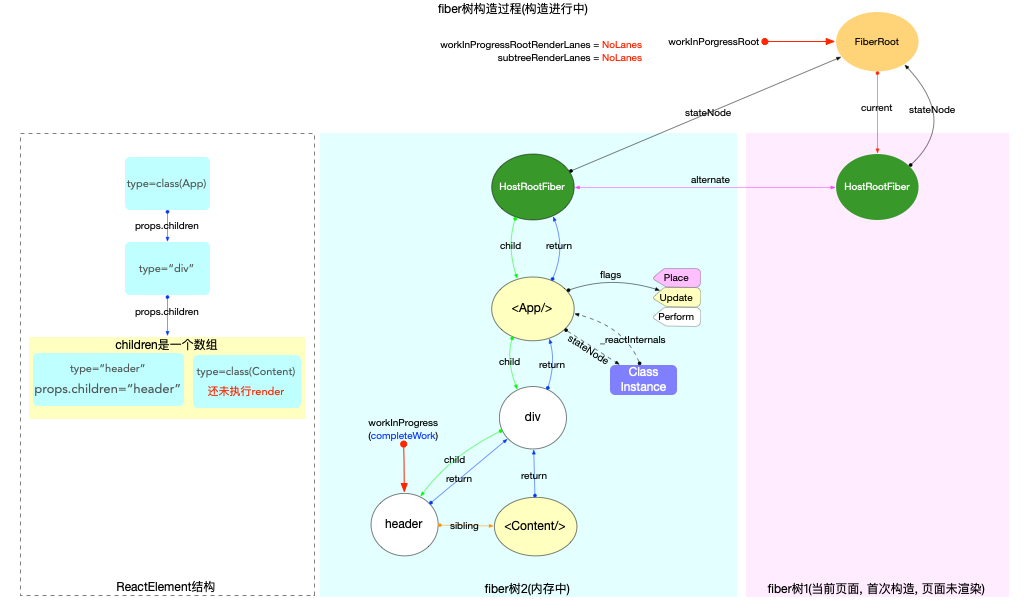 fiber树构造过程(构造进行中)
workInProgressRootRenderLanes = NoLanes
subtreeRenderLanes = NoLanes
workInPorgressRoot
FiberRoot
stateNode
current
stateNode
HostRootFiber
alternate
HostRootFiber
child
return
flags
Place
Update
Perform
<App/>
_reactInternals
stateNode
Class
Instance
child
return
div
workInProgress
(completeWork)
child
return
return
header
sibling
<Content/>
fiber树2(内存中)
fiber树1(当前页面, 首次构造, 页面未渲染)
type=class(App)
props.children
type=“div”
props.children
children是一个数组
type=“header”
props.children=“header”
type=class(Content)
还未执行render
ReactElement结构